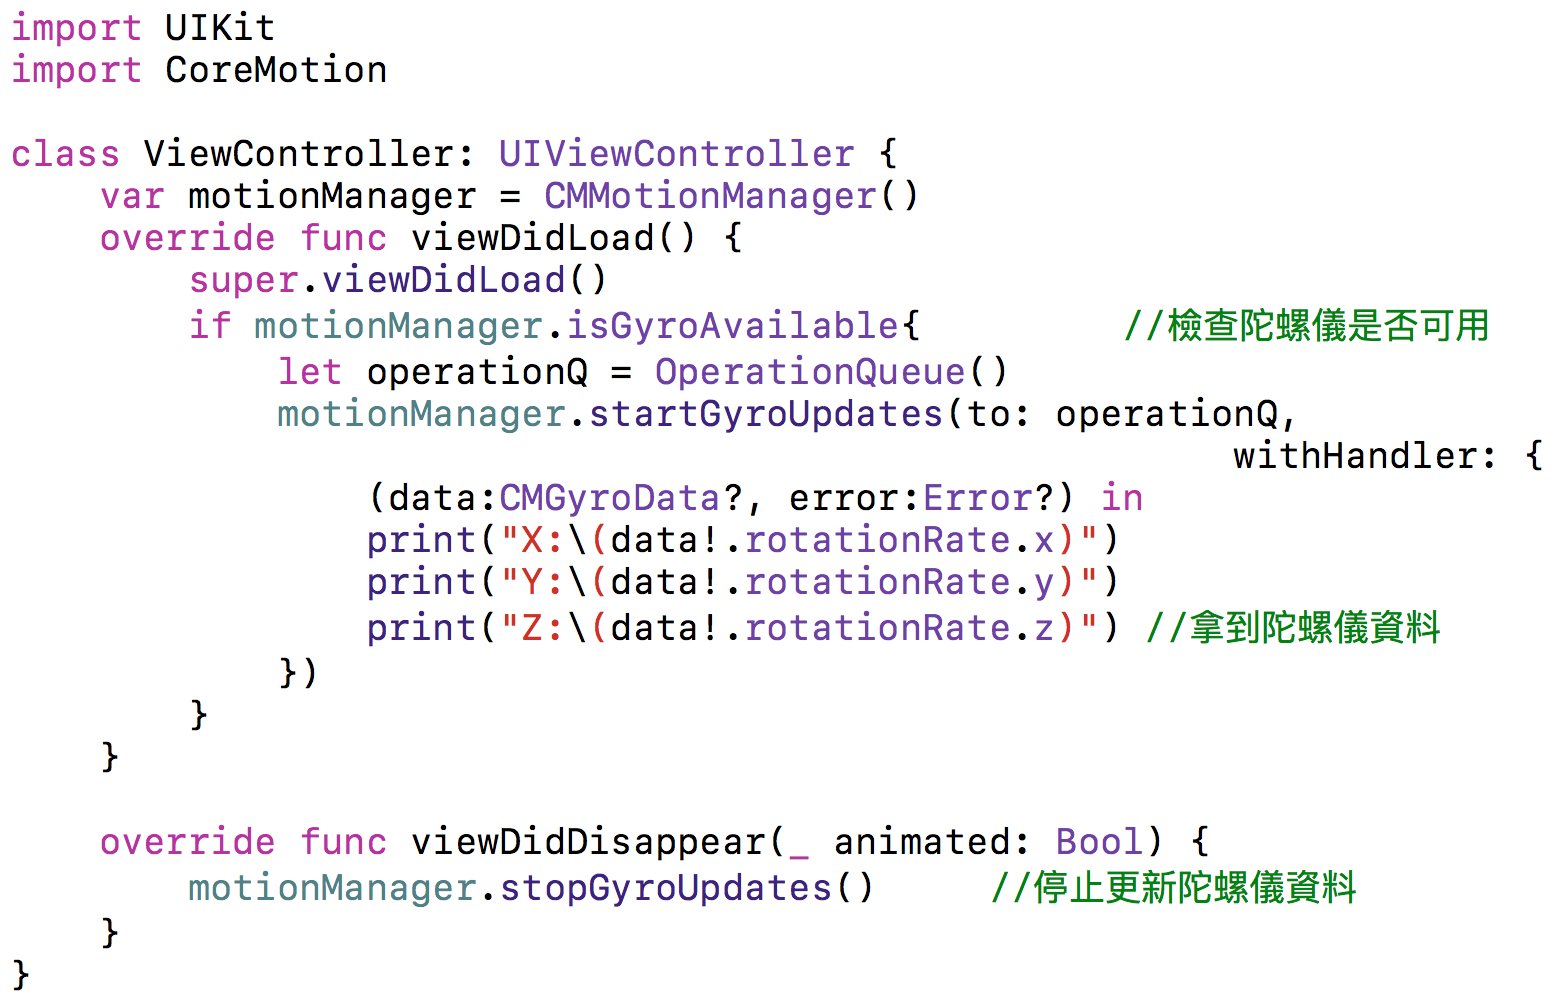 import UIKit
import CoreMotion
class ViewController: UIViewController {
    var motionManager = CMMotionManager()
    override func viewDidLoad() {
        super.viewDidLoad()
        if motionManager.isGyroAvailable{         //檢查陀螺儀是否可用
            let operationQ = OperationQueue()
            motionManager.startGyroUpdates(to: operationQ,
                                                       withHandler: {
                (data:CMGyroData?, error:Error?) in
                print("X:\(data!.rotationRate.x)")
                print("Y:\(data!.rotationRate.y)")
                print("Z:\(data!.rotationRate.z)") //拿到陀螺儀資料
            })
        }
    }
    override func viewDidDisappear(_ animated: Bool) {
        motionManager.stopGyroUpdates()     //停止更新陀螺儀資料
    }
}